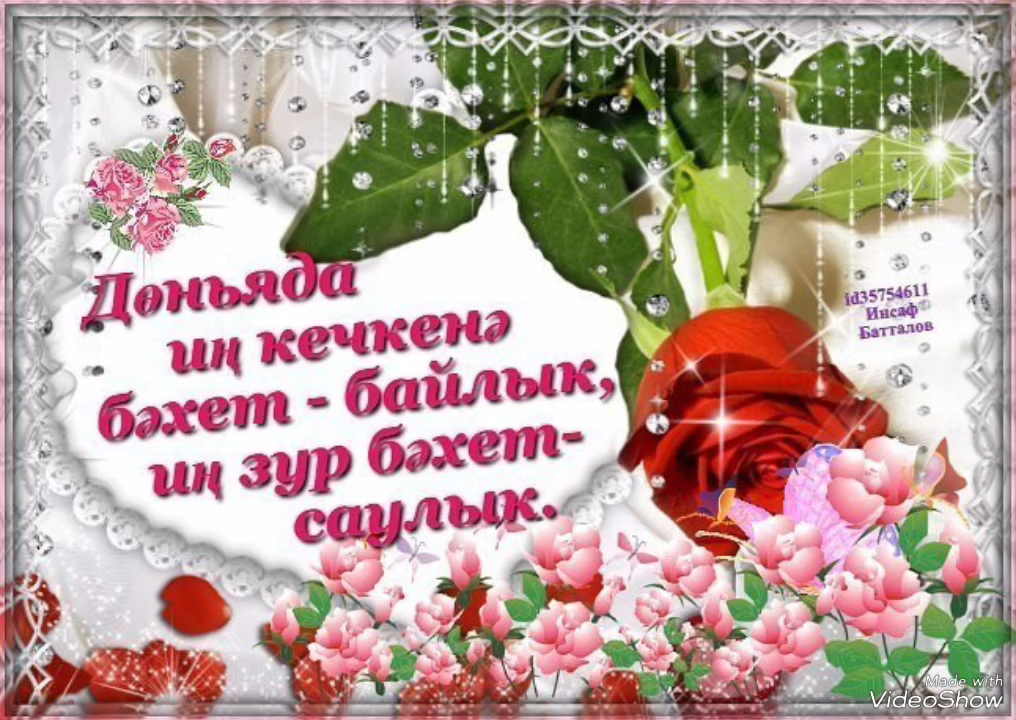 Дөньяда
иң кечкенә
бәхет - байлык,
иң зур бәхет-
саулык.
id35754611
Инсаф
Батталов
Made with
VideoShow